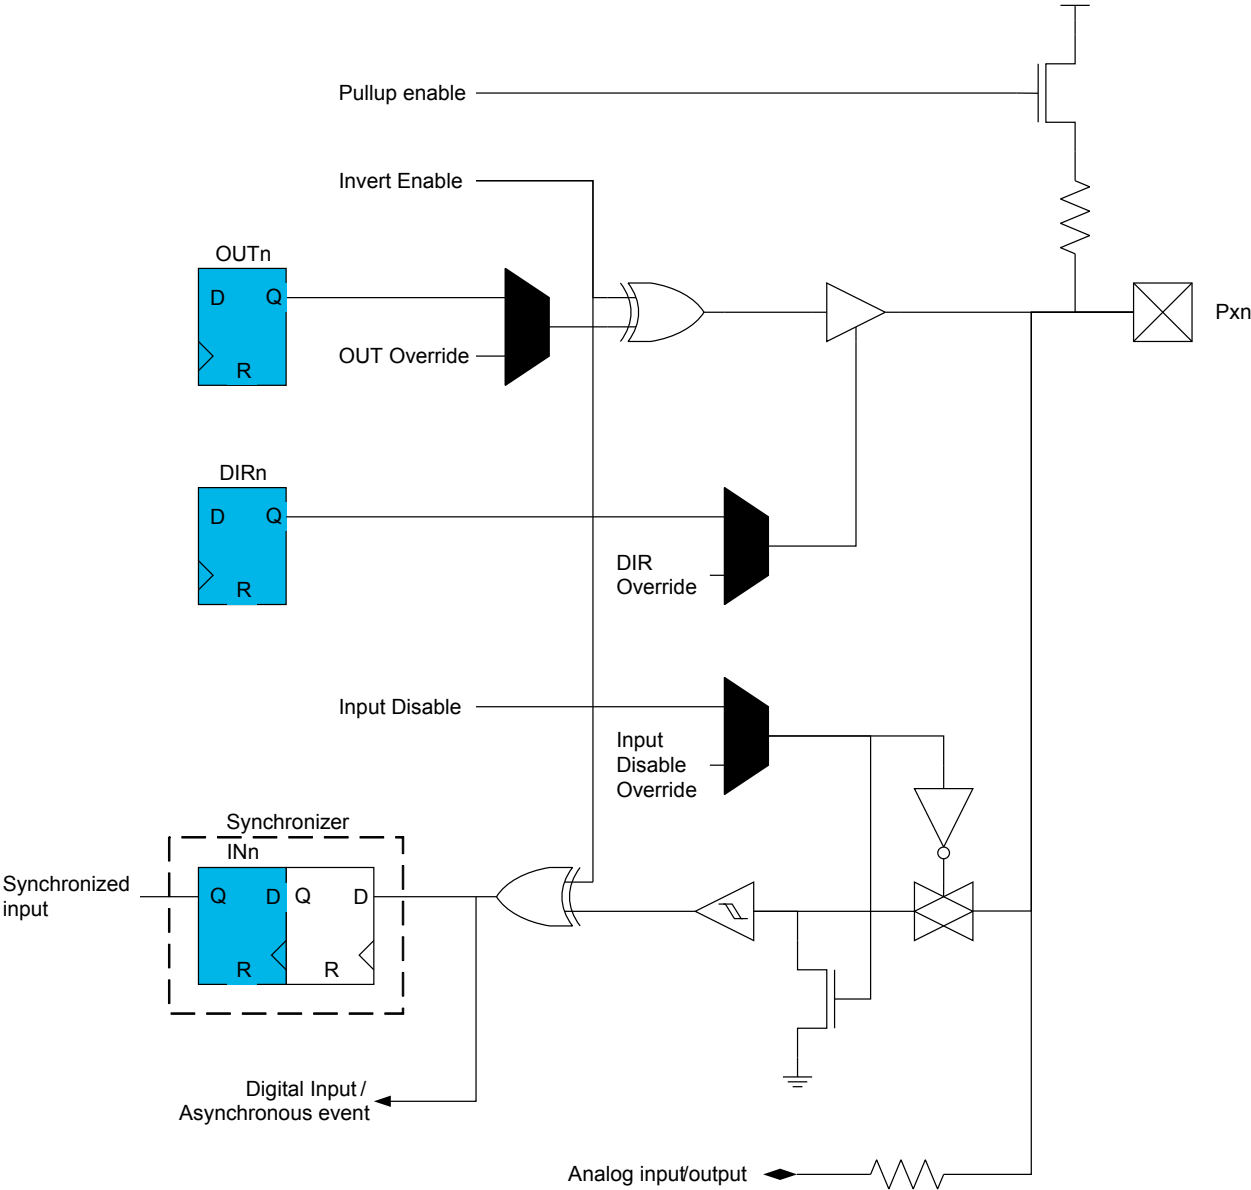 Pullup enable
Invert Enable
OUTn
D Q
R
OUT Override
Pxn
DIRn
D Q
R
DIR
Override
Input Disable
Input
Disable
Override
Synchronizer
INn
Synchronized
input
Q D Q D
R R
Digital Input /
Asynchronous event
Analog input/output